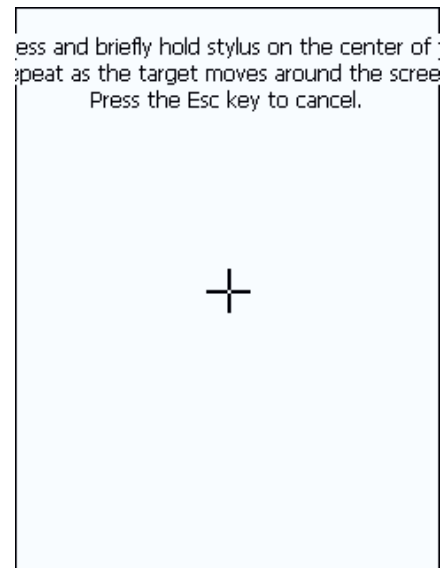 ess and briefly hold stylus on the center of
epeat as the target moves around the scree
Press the Esc key to cancel.